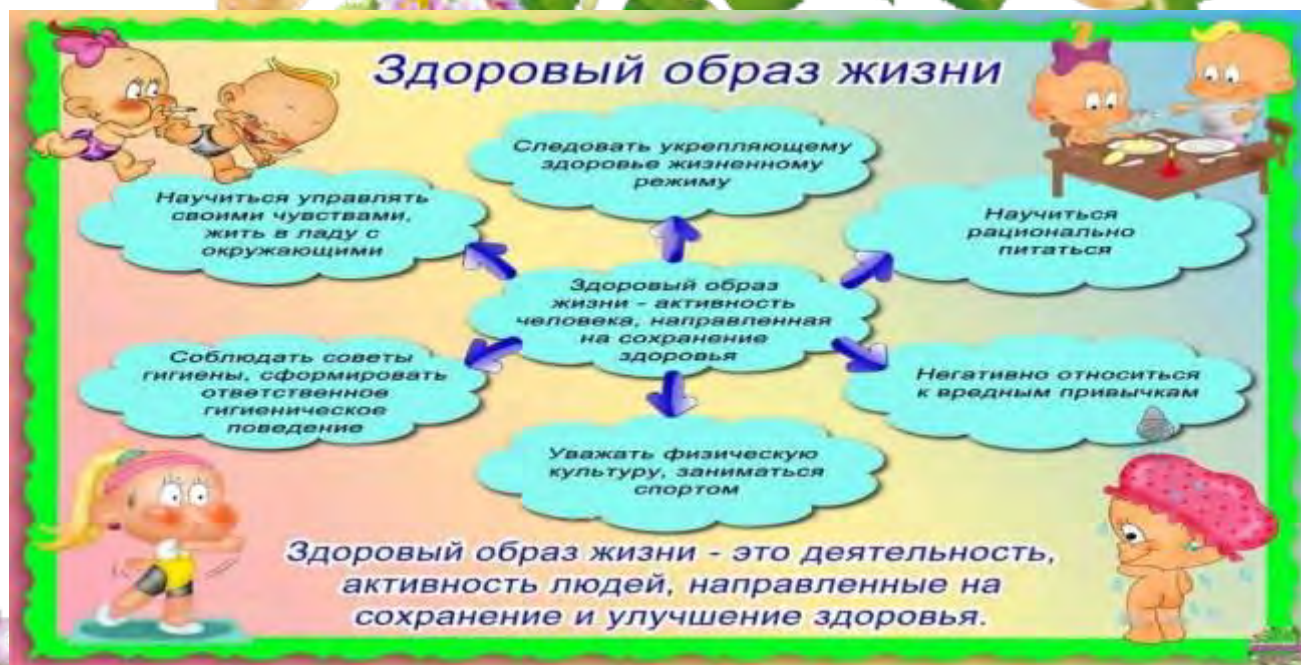 Здоровый образ жизни
Следовать укрепляющему
здоровье жизненному
режиму
Научиться управлять
своими чувствами,
жить в ладу с
окружающими
Научиться
рационально
питаться
Здоровый образ
жизни - активность
человека, направленная
на сохранение
здоровья
Соблюдать советы
гигиены, сформировать
ответственное
гигиеническое
поведение
Негативно относиться
к вредным привычкам
Уважать физическую
культуру, заниматься
спортом
Здоровый образ жизни - это деятельность,
активность людей, направленные на
сохранение и улучшение здоровья.